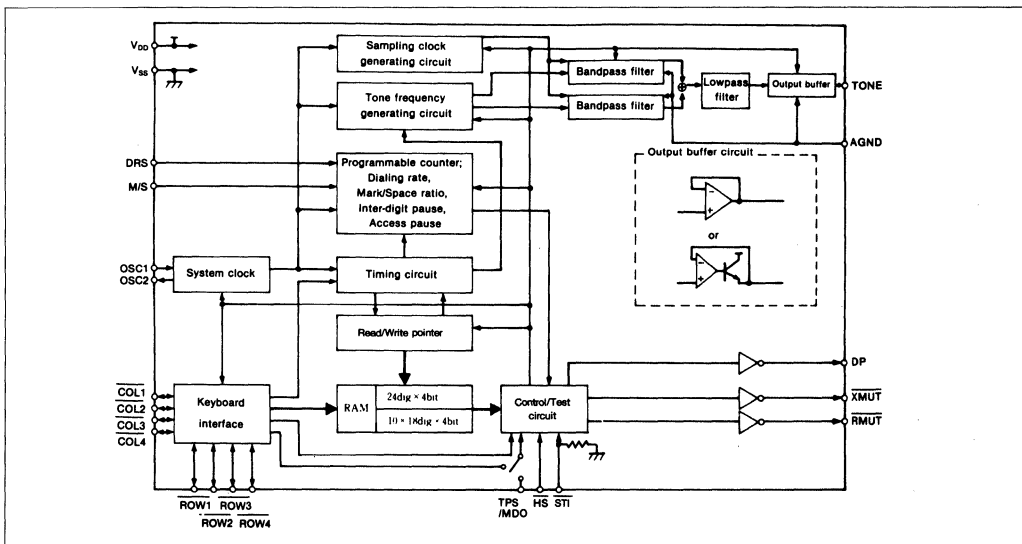 VDD
VSS
DRS
M/S
OSC1
OSC2
COL1
COL2
COL3
COL4
ROW1
ROW2
ROW3
ROW4
Sampling clock
generating circuit
Tone frequency
generating circuit
Programmable counter;
Dialing rate,
Mark/Space ratio,
Inter-digit pause,
Access pause
System clock
Timing circuit
Read/Write pointer
Keyboard
interface
RAM
24dig × 4bit
10 × 18dig × 4bit
Control/Test
circuit
TPS
/MDO
HS
STI
Bandpass filter
Bandpass filter
Lowpass
filter
Output buffer
TONE
AGND
Output buffer circuit
or
DP
XMUT
RMUT